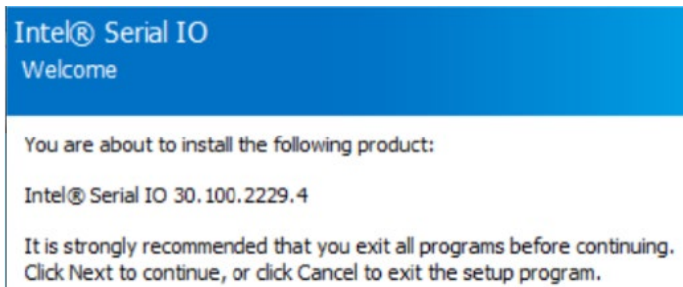 Intel® Serial IO
Welcome
You are about to install the following product:
Intel® Serial IO 30.100.2229.4
It is strongly recommended that you exit all programs before continuing.
Click Next to continue, or click Cancel to exit the setup program.